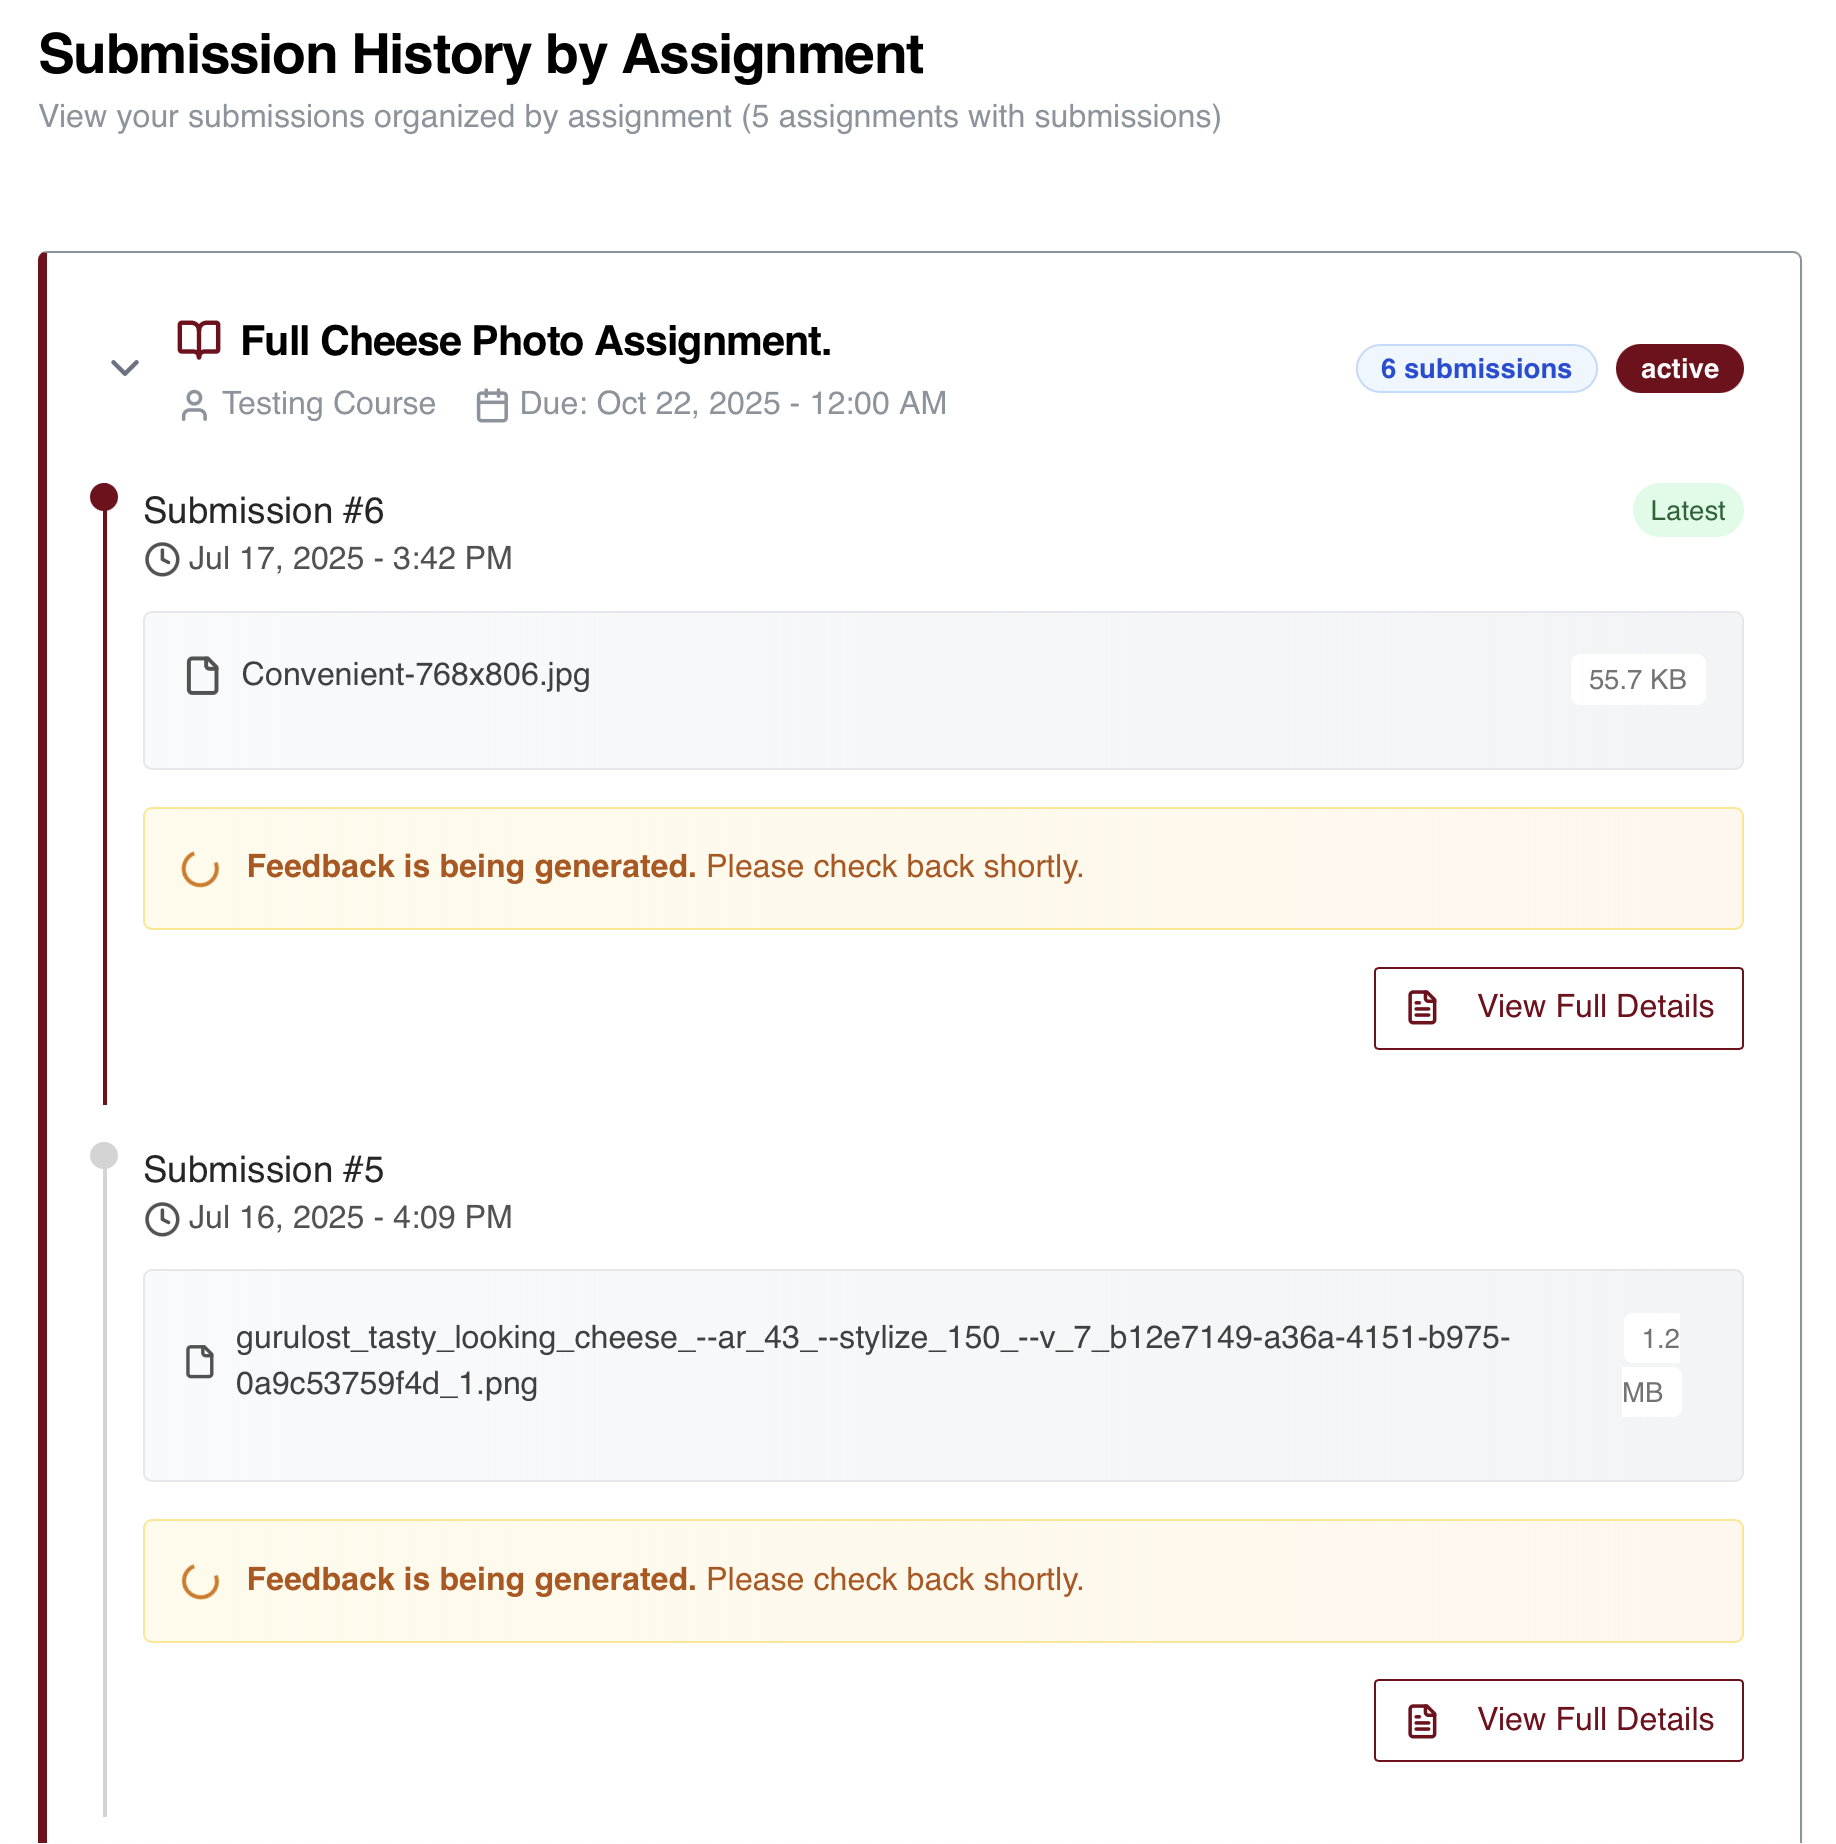 Submission History by Assignment
View your submissions organized by assignment (5 assignments with submissions)
Full Cheese Photo Assignment.
6 submissions
active
Testing Course
Due: Oct 22, 2025 - 12:00 AM
Submission #6
Latest
Jul 17, 2025 - 3:42 PM
Convenient-768x806.jpg
55.7 KB
Feedback is being generated. Please check back shortly.
View Full Details
Submission #5
Jul 16, 2025 - 4:09 PM
gurulost_tasty_looking_cheese_--ar_43_--stylize_150_--v_7_b12e7149-a36a-4151-b975-
0a9c53759f4d_1.png
1.2
MB
Feedback is being generated. Please check back shortly.
View Full Details